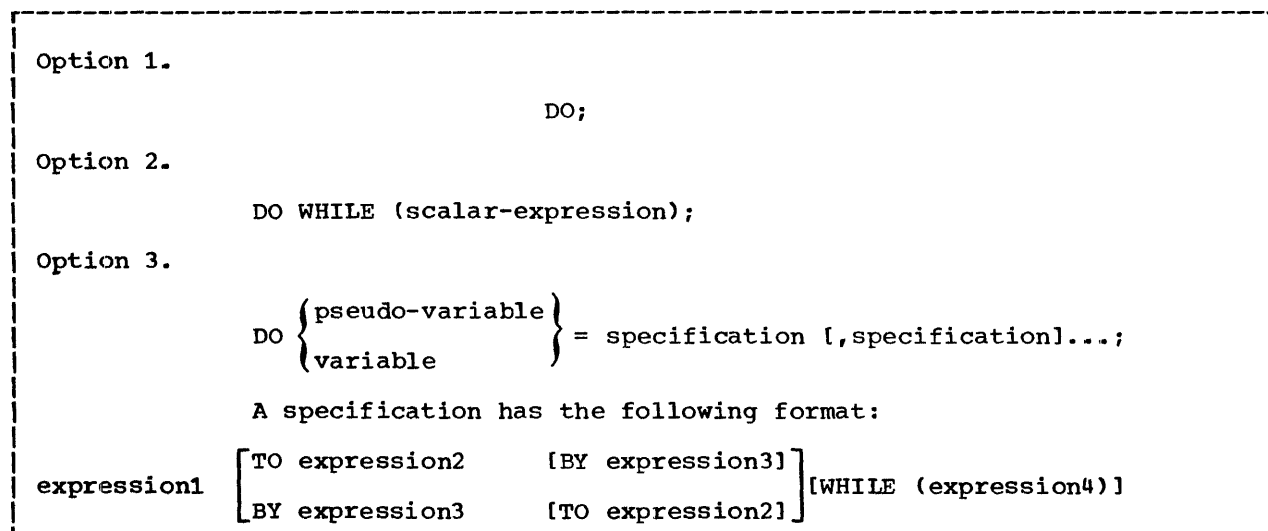 Option 1.
DO;
Option 2.
DO WHILE (scalar-expression);
Option 3.
DO {pseudo-variable
variable} = specification [,specification]...;
A specification has the following format:
expression1 [TO expression2 [BY expression3]
BY expression3 [TO expression2]] [WHILE (expression4)]